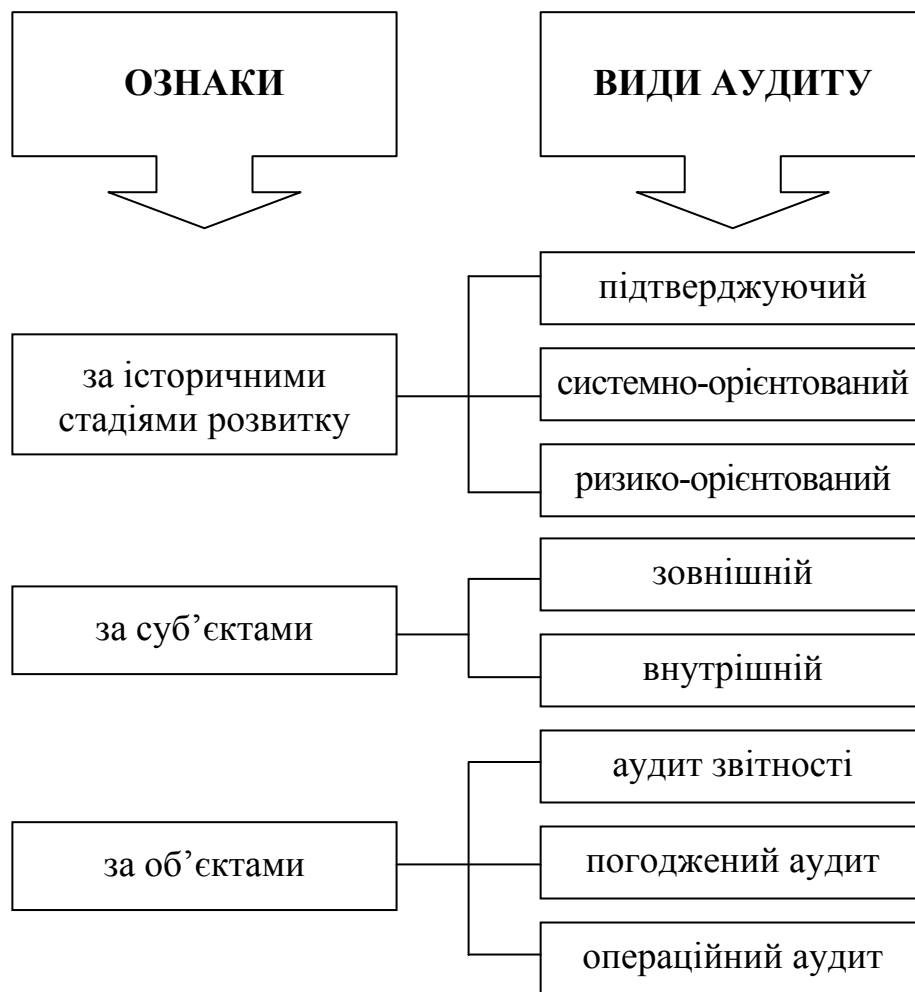 ОЗНАКИ
ВИДИ АУДИТУ
за історичними
стадіями розвитку
підтверджуючий
системно-орієнтований
ризико-орієнтований
за суб’єктами
зовнішній
внутрішній
за об’єктами
аудит звітності
погоджений аудит
операційний аудит